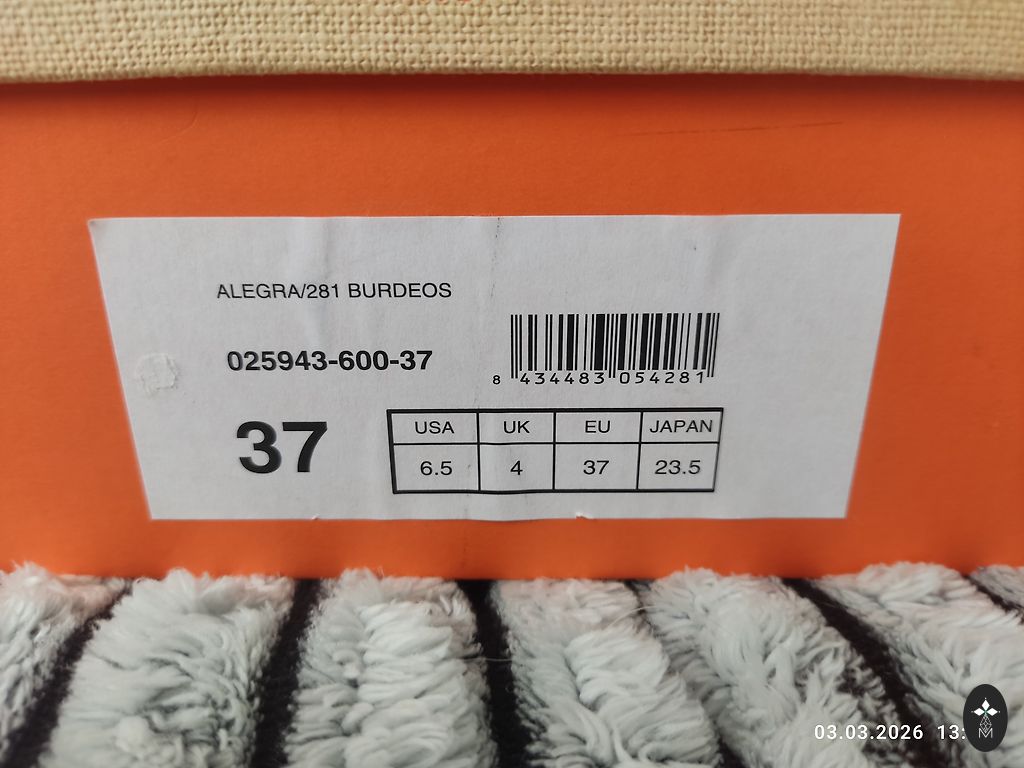 ALEGRA/281 BURDEOS
025943-600-37
8 434483 054281
37
USA UK EU JAPAN
6.5 4 37 23.5
03.03.2026 13:
M